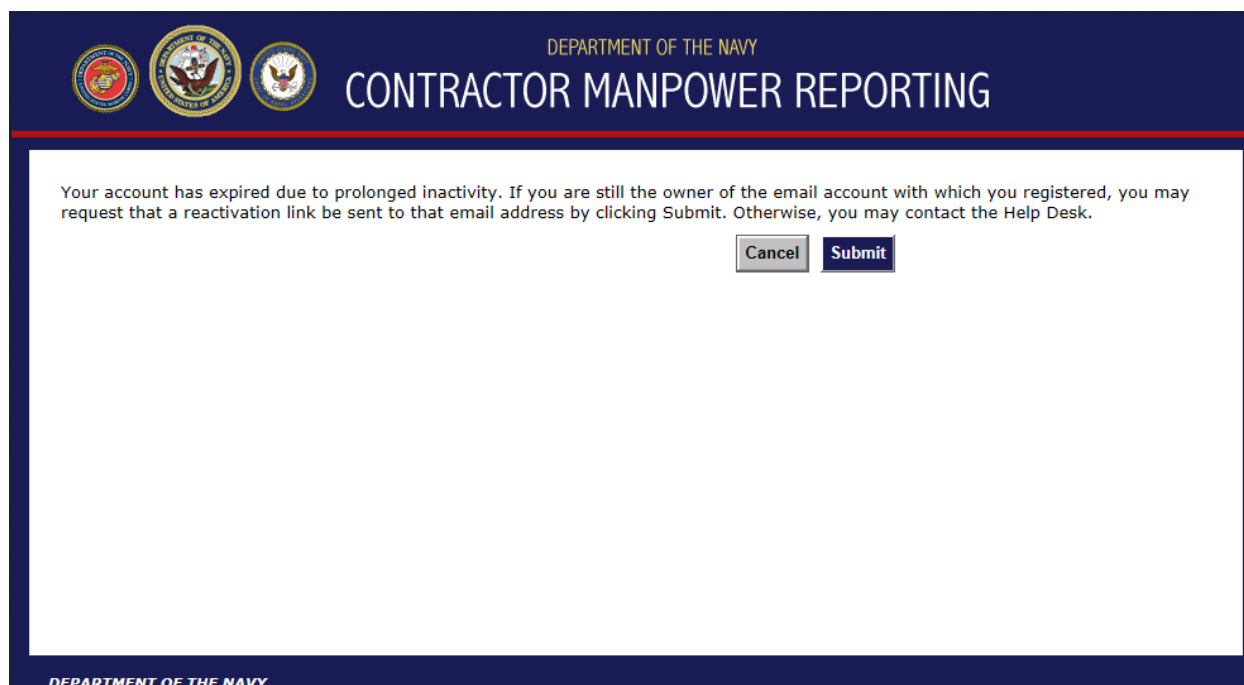 DEPARTMENT OF THE NAVY
CONTRACTOR MANPOWER REPORTING
Your account has expired due to prolonged inactivity. If you are still the owner of the email account with which you registered, you may
request that a reactivation link be sent to that email address by clicking Submit. Otherwise, you may contact the Help Desk.
Cancel Submit
DEPARTMENT OF THE NAVY